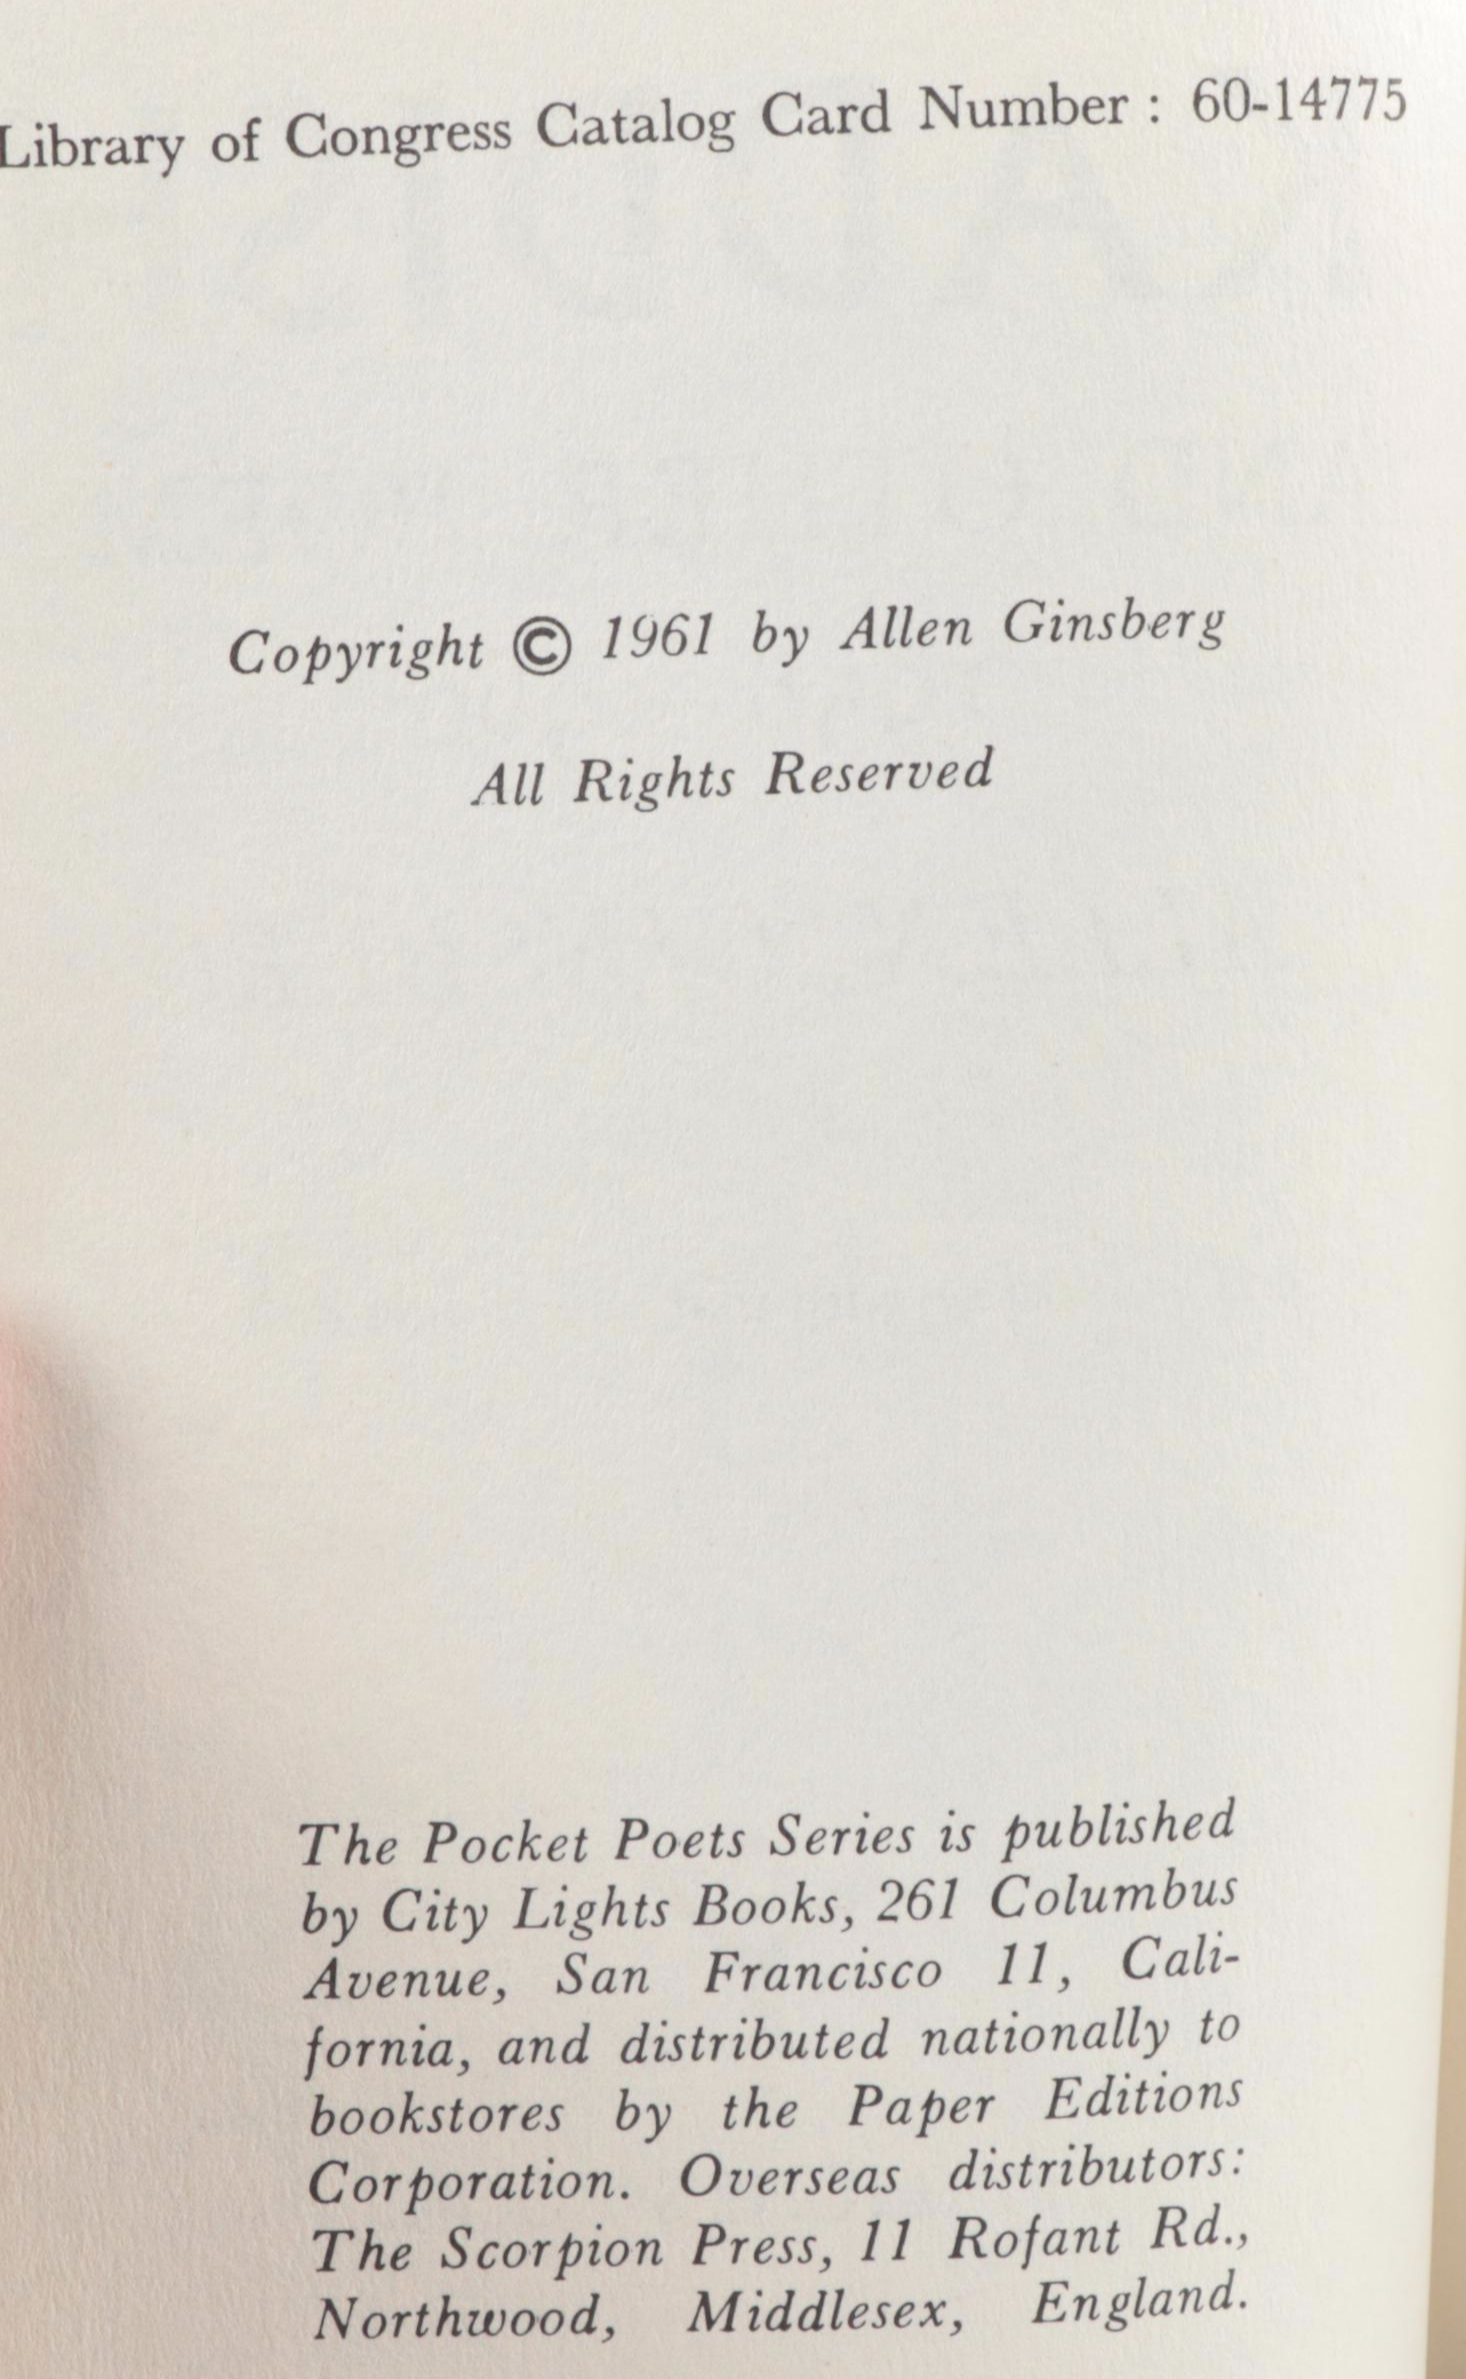 Library of Congress Catalog Card Number : 60-14775
Copyright © 1961 by Allen Ginsberg
All Rights Reserved
The Pocket Poets Series is published
by City Lights Books, 261 Columbus
Avenue, San Francisco 11, Cali-
fornia, and distributed nationally to
bookstores by the Paper Editions
Corporation. Overseas distributors:
The Scorpion Press, 11 Rofant Rd.,
Northwood, Middlesex, England.